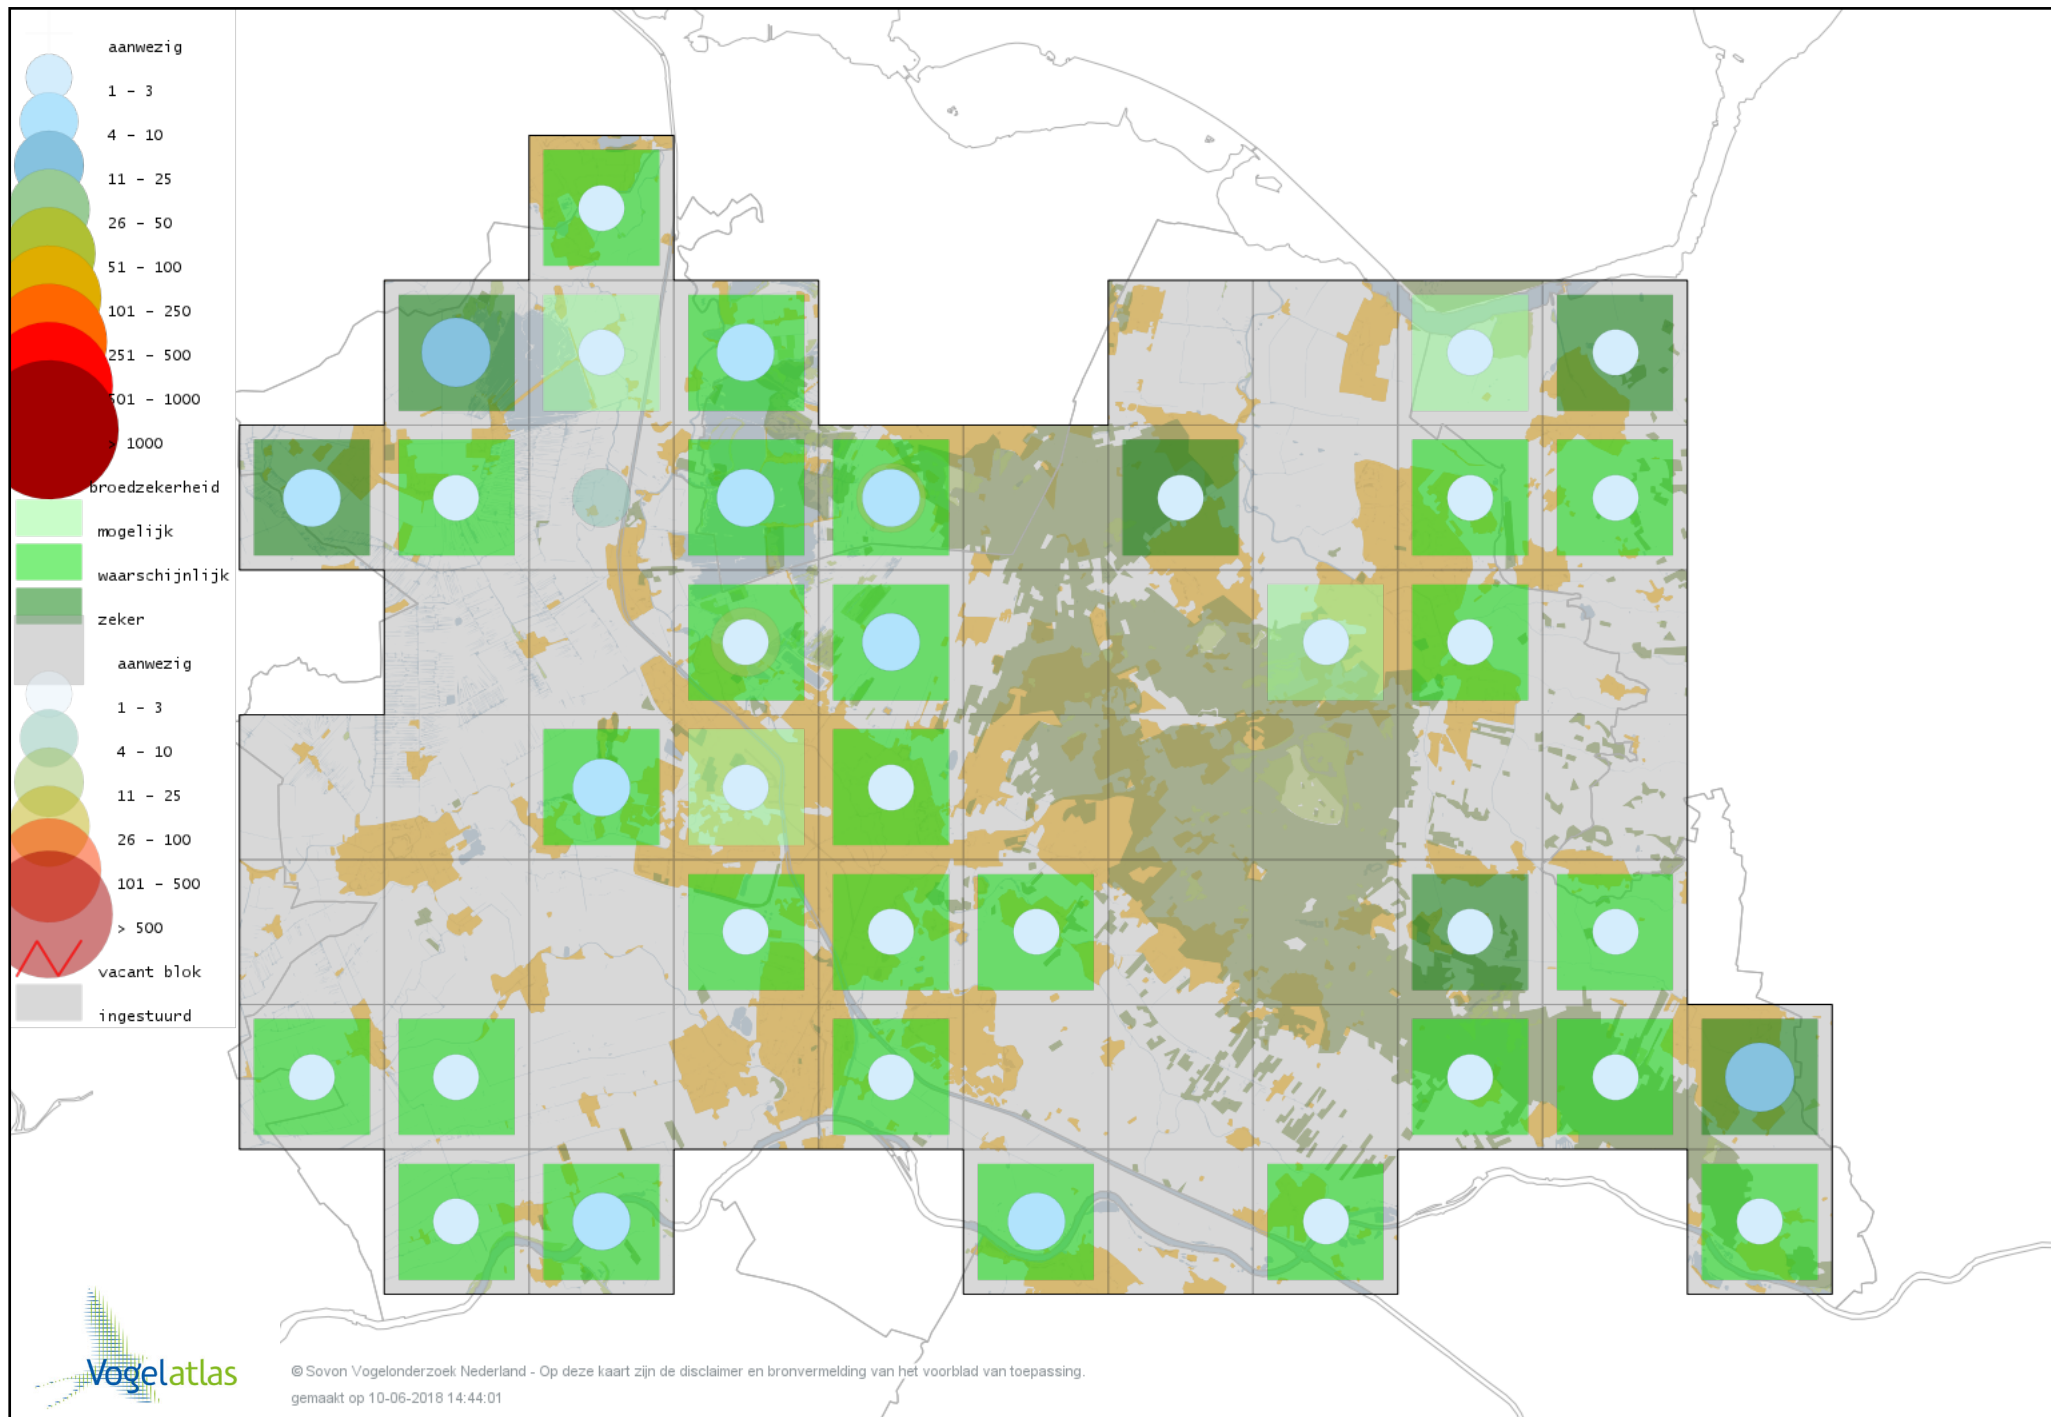 aanwezig
1 - 3
4 - 10
11 - 25
26 - 50
51 - 100
101 - 250
251 - 500
501 - 1000
> 1000
broedzekerheid
mogelijk
waarschijnlijk
zeker
aanwezig
1 - 3
4 - 10
11 - 25
26 - 100
101 - 500
> 500
vacant blok
ingestuurd
Vogelatlas
© Sovon Vogelonderzoek Nederland - Op deze kaart zijn de disclaimer en bronvermelding van het voorblad van toepassing.
gemaakt op 10-06-2018 14:44:01